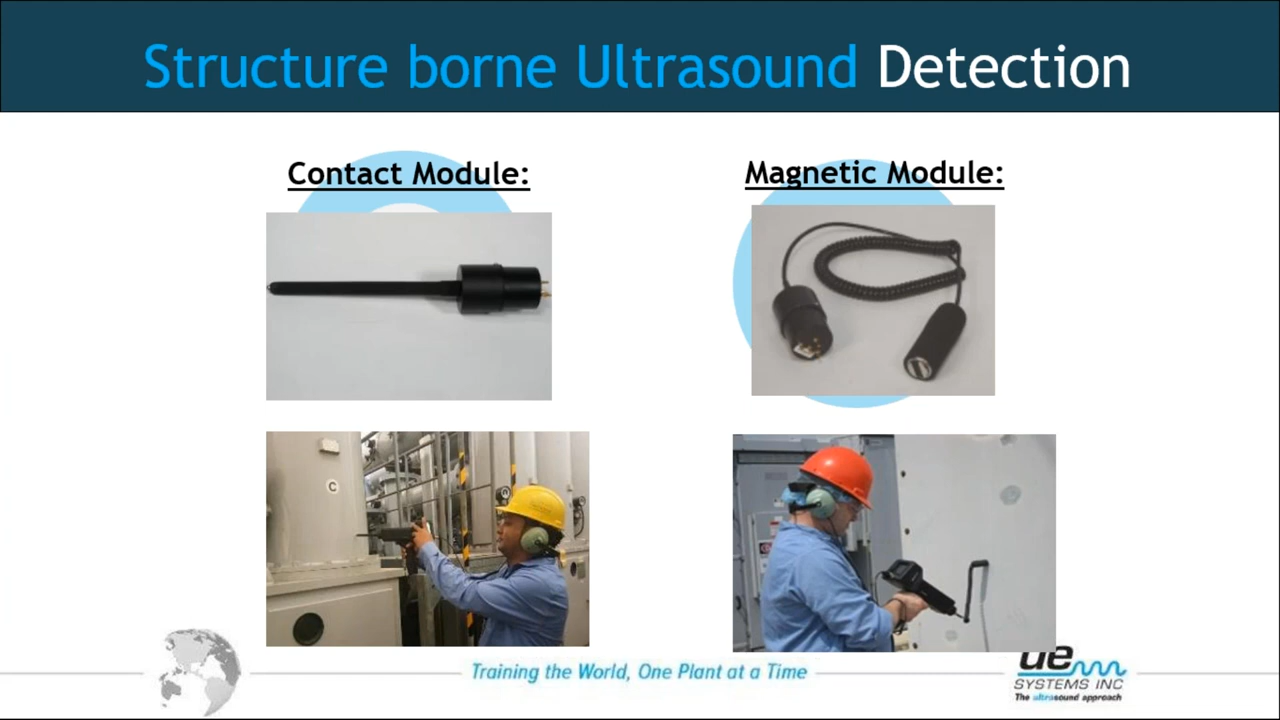 Structure borne Ultrasound Detection
Contact Module:
Magnetic Module:
C
Training the World, One Plant at a Time
ue
SYSTEMS INC
The ultrasound approach